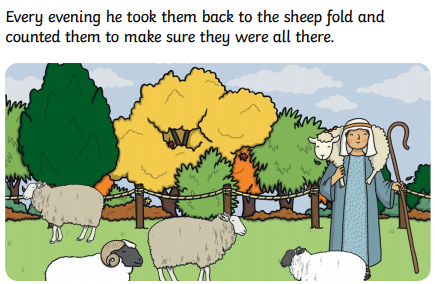 Every evening he took them back to the sheep fold and
counted them to make sure they were all there.